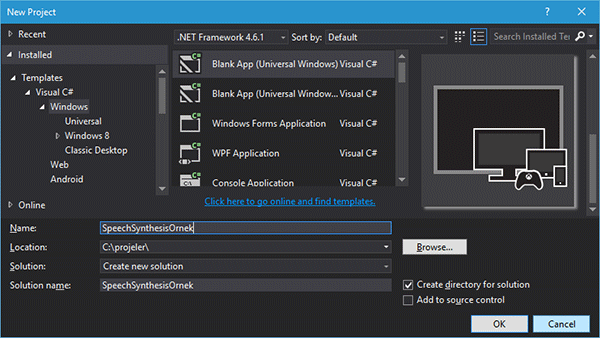 New Project
Recent
Installed
Templates
Visual C#
Windows
Universal
Windows 8
Classic Desktop
Web
Android
Online
.NET Framework 4.6.1 Sort by: Default Search Installed Ter
Blank App (Universal Windows) Visual C#
Blank App (Universal Window... Visual C#
Windows Forms Application Visual C#
WPF Application Visual C#
Console Application Visual C#
Click here to go online and find templates.
Name: SpeechSynthesisOrnek
Location: C:\projeler\ Browse...
Solution: Create new solution
Solution name: SpeechSynthesisOrnek
Create directory for solution
Add to source control
OK Cancel